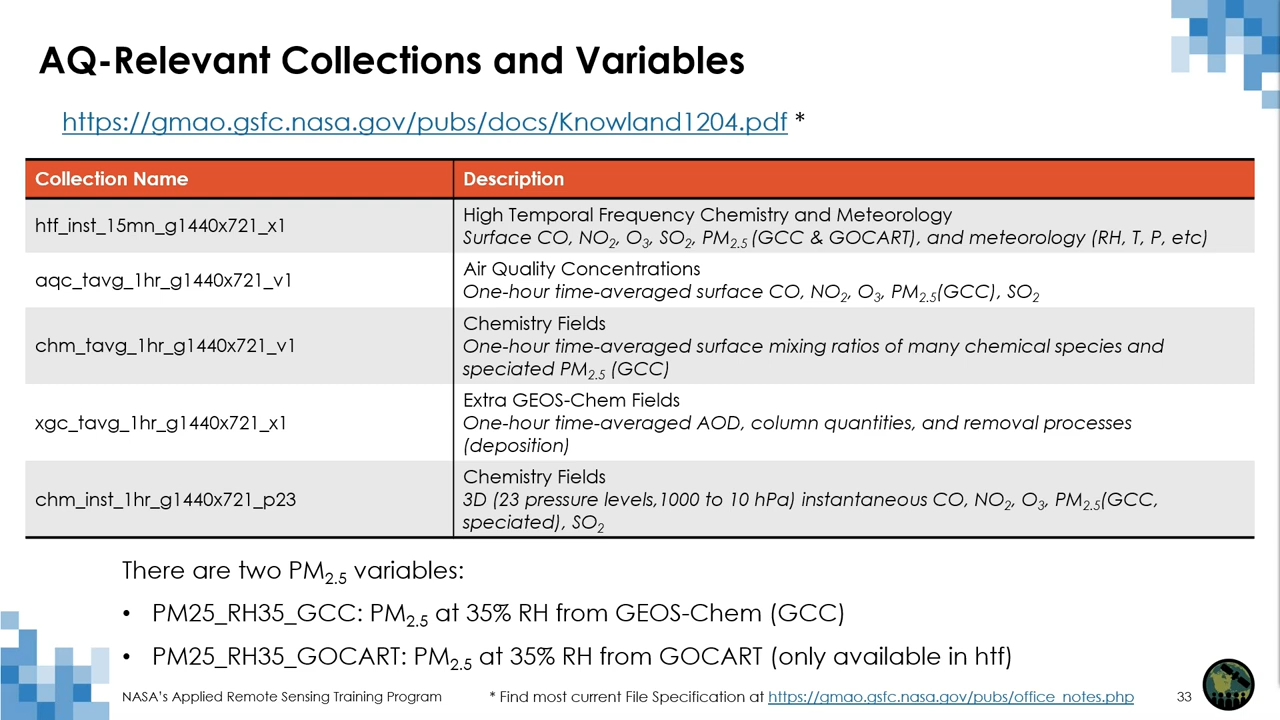 AQ-Relevant Collections and Variables
https://gmao.gsfc.nasa.gov/pubs/docs/Knowland1204.pdf *
Collection Name
Description
htf_inst_15mn_g1440x721_x1
High Temporal Frequency Chemistry and Meteorology
Surface CO, NO2, O3, SO2, PM2.5 (GCC & GOCART), and meteorology (RH, T, P, etc)
aqc_tavg_1hr_g1440x721_v1
Air Quality Concentrations
One-hour time-averaged surface CO, NO2, O3, PM2.5(GCC), SO2
chm_tavg_1hr_g1440x721_v1
Chemistry Fields
One-hour time-averaged surface mixing ratios of many chemical species and
speciated PM2.5 (GCC)
xgc_tavg_1hr_g1440x721_x1
Extra GEOS-Chem Fields
One-hour time-averaged AOD, column quantities, and removal processes
(deposition)
chm_inst_1hr_g1440x721_p23
Chemistry Fields
3D (23 pressure levels,1000 to 10 hPa) instantaneous CO, NO2, O3, PM2.5(GCC,
speciated), SO2
There are two PM2.5 variables:
• PM25_RH35_GCC: PM2.5 at 35% RH from GEOS-Chem (GCC)
• PM25_RH35_GOCART: PM2.5 at 35% RH from GOCART (only available in htf)
NASA's Applied Remote Sensing Training Program
* Find most current File Specification at https://gmao.gsfc.nasa.gov/pubs/office_notes.php
33